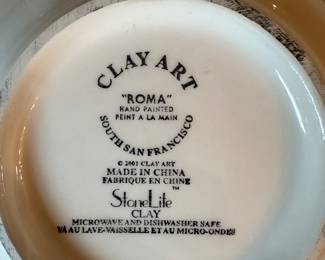 CLAY ART
"ROMA"
HAND PAINTED
PEINT A LA MAIN
SOUTH SAN FRANCISCO
© 2001 CLAY ART
MADE IN CHINA
FABRIQUE EN CHINE
StoneLite™
CLAY
MICROWAVE AND DISHWASHER SAFE
VA AU LAVE-VAISSELLE ET AU MICRO-ONDES